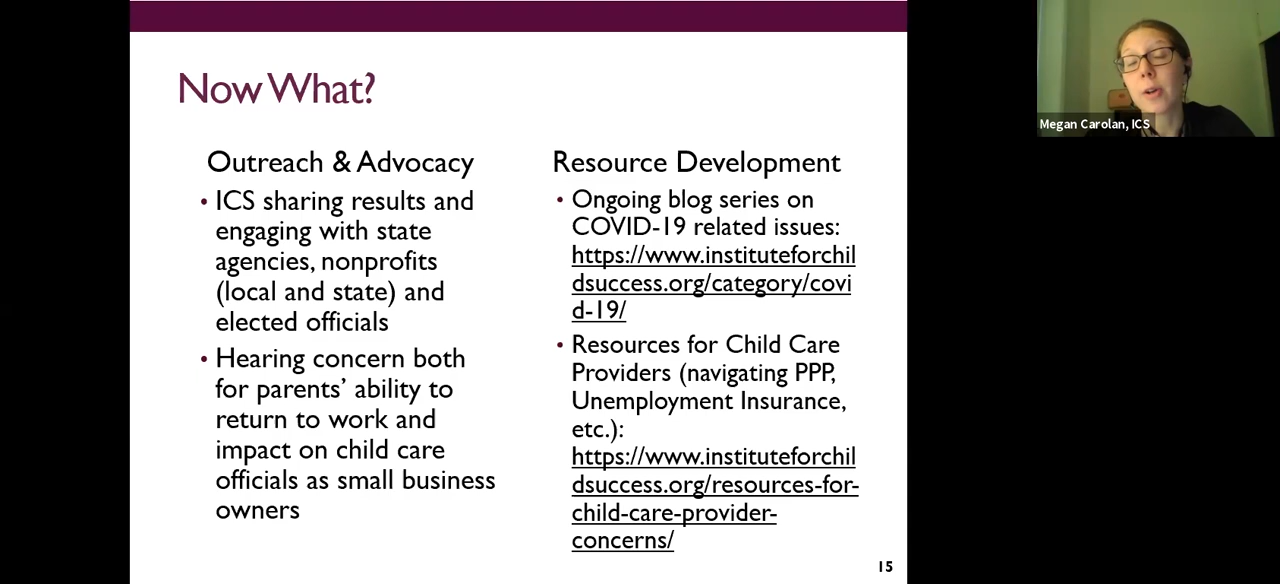 Now What?
Outreach & Advocacy
• ICS sharing results and
engaging with state
agencies, nonprofits
(local and state) and
elected officials
• Hearing concern both
for parents’ ability to
return to work and
impact on child care
officials as small business
owners
Resource Development
• Ongoing blog series on
COVID-19 related issues:
https://www.instituteforchil
dsuccess.org/category/covi
d-19/
• Resources for Child Care
Providers (navigating PPP,
Unemployment Insurance,
etc.):
https://www.instituteforchil
dsuccess.org/resources-for-
child-care-provider-
concerns/
15
Megan Carolan, ICS